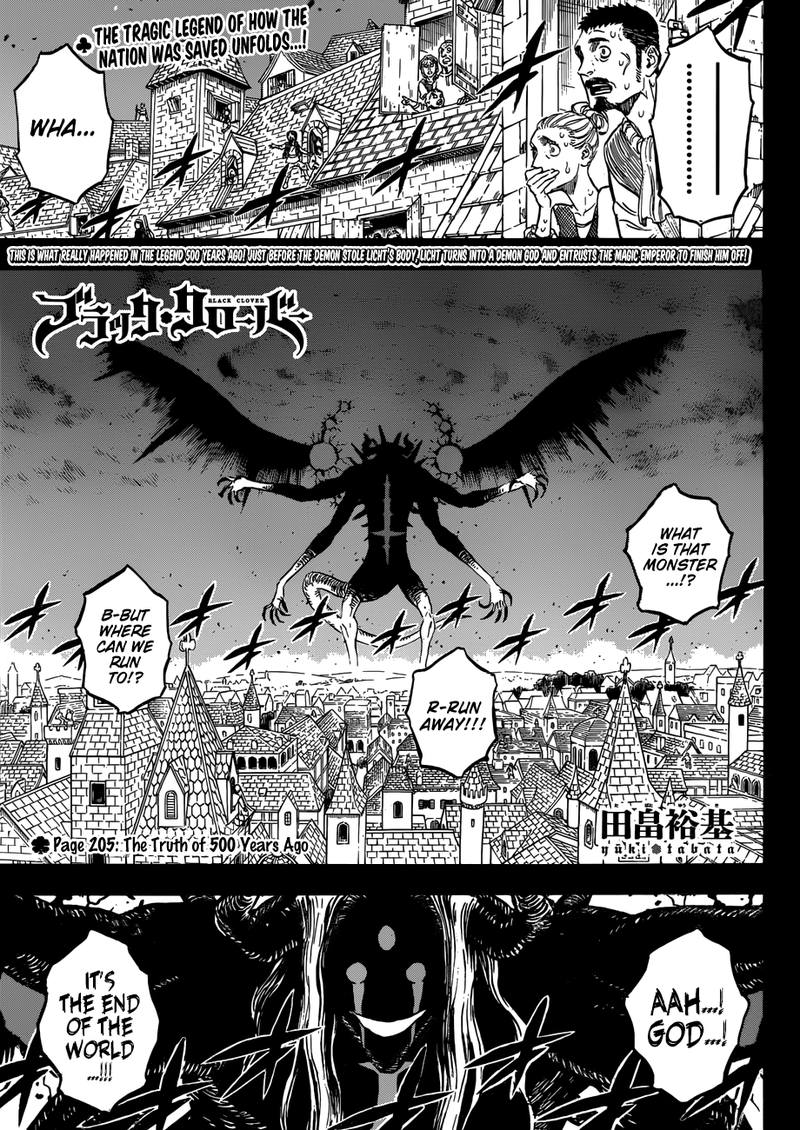 ♣ THE TRAGIC LEGEND OF HOW THE
NATION WAS SAVED UNFOLDS...!
............
WHA...
THIS IS WHAT REALLY HAPPENED IN THE LEGEND 500 YEARS AGO! JUST BEFORE THE DEMON STOLE LICHT'S BODY, LICHT TURNS INTO A DEMON GOD AND ENTRUSTS THE MAGIC EMPEROR TO FINISH HIM OFF!
BLACK CLOVER
ブラック・クローバー
WHAT
IS THAT
MONSTER
...!?
B-BUT
WHERE
CAN WE
RUN
TO!?
R-RUN
AWAY!!!
♣ Page 205: The Truth of 500 Years Ago
田畠裕基
yūki tabata
AAH...!
GOD...!
IT'S
THE END
OF THE
WORLD
...!!!